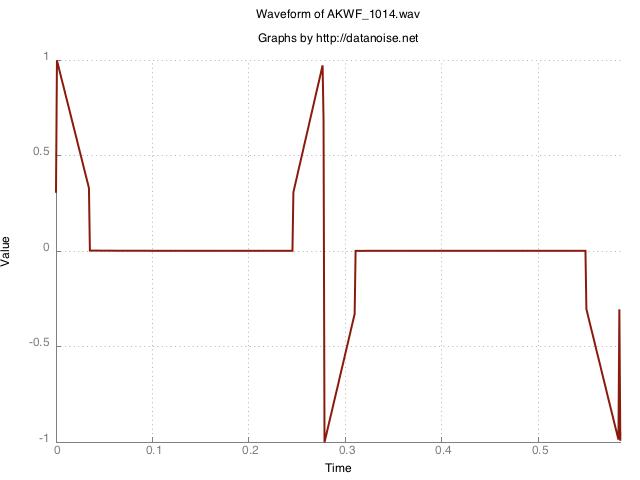 Waveform of AKWF_1014.wav
Graphs by http://datanoise.net
1
0.5
0
-0.5
-1
Value
0 0.1 0.2 0.3 0.4 0.5
Time